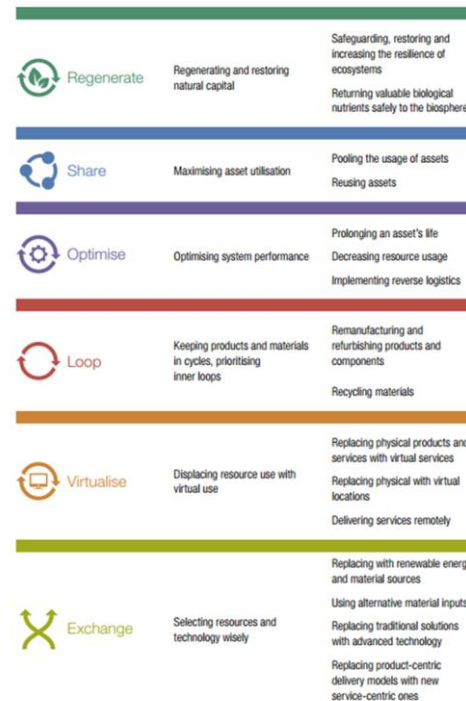 Regenerate
Regenerating and restoring
natural capital
Safeguarding, restoring and
increasing the resilience of
ecosystems
Returning valuable biological
nutrients safely to the biosphere
Share
Maximising asset utilisation
Pooling the usage of assets
Reusing assets
Optimise
Optimising system performance
Prolonging an asset's life
Decreasing resource usage
Implementing reverse logistics
Loop
Keeping products and materials
in cycles, prioritising
inner loops
Remanufacturing and
refurbishing products and
components
Recycling materials
Virtualise
Displacing resource use with
virtual use
Replacing physical products and
services with virtual services
Replacing physical with virtual
locations
Delivering services remotely
Exchange
Selecting resources and
technology wisely
Replacing with renewable energ
and material sources
Using alternative material inputs
Replacing traditional solutions
with advanced technology
Replacing product-centric
delivery models with new
service-centric ones